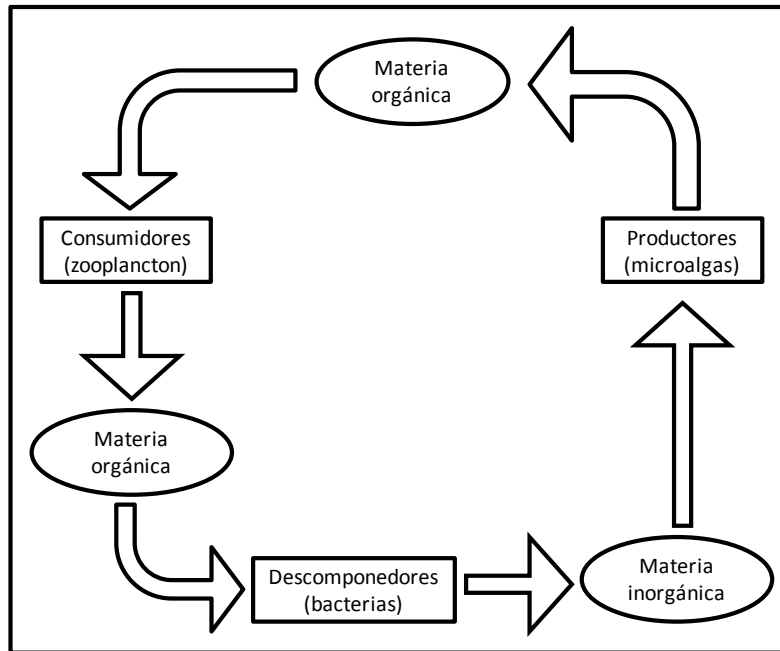 Materia
orgánica
Consumidores
(zooplancton)
Productores
(microalgas)
Materia
orgánica
Descomponedores
(bacterias)
Materia
inorgánica